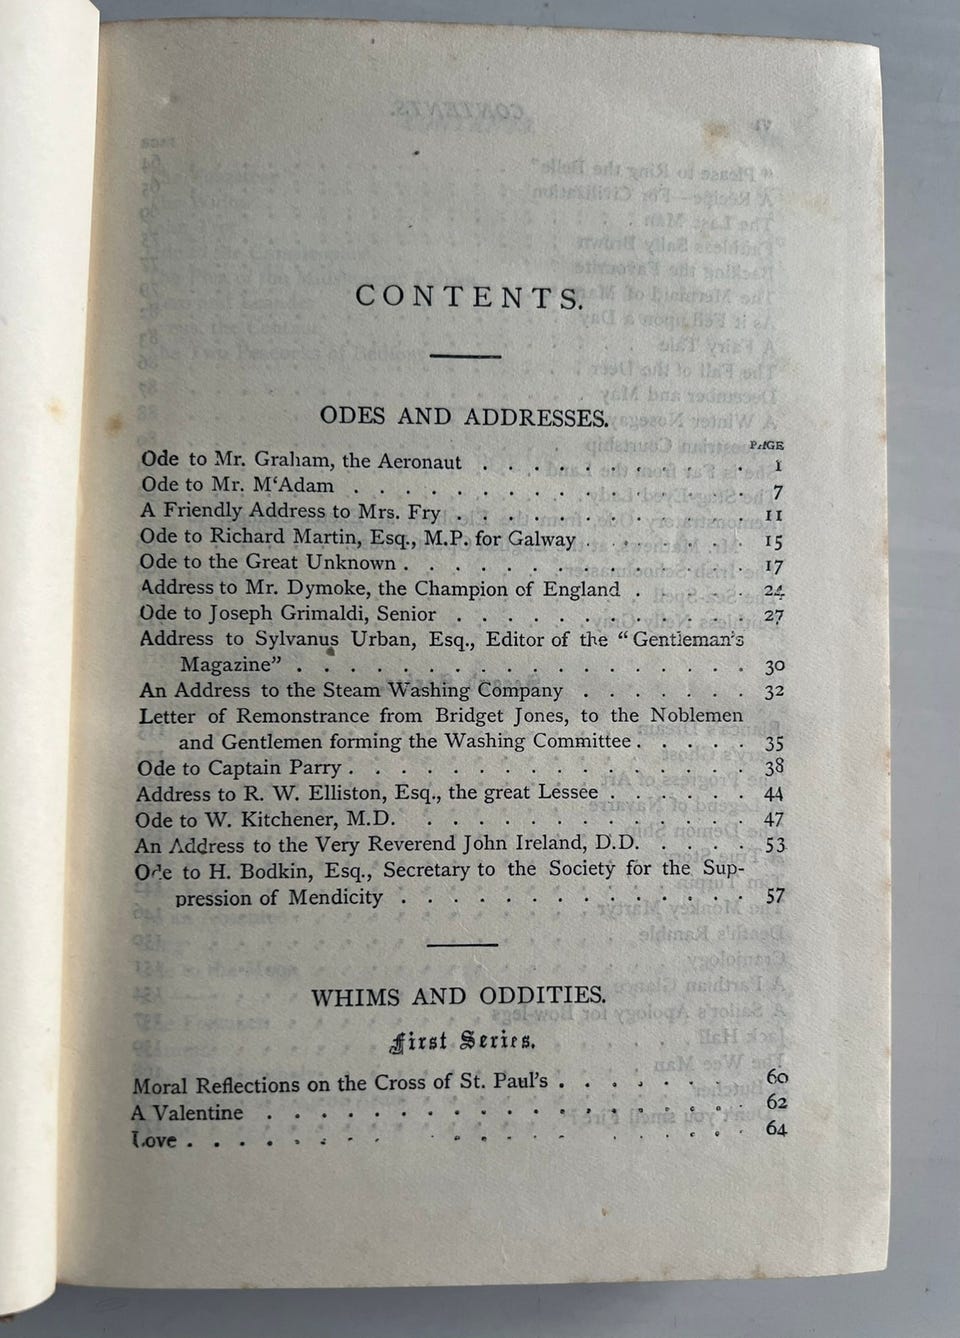 CONTENTS.
ODES AND ADDRESSES.
PAGE
Ode to Mr. Graham, the Aeronaut . . . . . . . . . . . 1
Ode to Mr. M‘Adam . . . . . . . . . . . . . . . . 7
A Friendly Address to Mrs. Fry . . . . . . . . . . . . 11
Ode to Richard Martin, Esq., M.P. for Galway . . . . . . . 15
Ode to the Great Unknown . . . . . . . . . . . . . . 17
Address to Mr. Dymoke, the Champion of England . . . . . 24
Ode to Joseph Grimaldi, Senior . . . . . . . . . . . . 27
Address to Sylvanus Urban, Esq., Editor of the “Gentleman’s
Magazine” . . . . . . . . . . . . . . . . . . 30
An Address to the Steam Washing Company . . . . . . . 32
Letter of Remonstrance from Bridget Jones, to the Noblemen
and Gentlemen forming the Washing Committee . . . . . 35
Ode to Captain Parry . . . . . . . . . . . . . . . . 38
Address to R. W. Elliston, Esq., the great Lessee . . . . . . 44
Ode to W. Kitchener, M.D. . . . . . . . . . . . . . . 47
An Address to the Very Reverend John Ireland, D.D. . . . . 53
Ode to H. Bodkin, Esq., Secretary to the Society for the Sup-
pression of Mendicity . . . . . . . . . . . . . . 57
WHIMS AND ODDITIES.
First Series.
Moral Reflections on the Cross of St. Paul’s . . . . . . . . 60
A Valentine . . . . . . . . . . . . . . . . . . . 62
Love . . . . . . . . . . . . . . . . . . . . . . 64